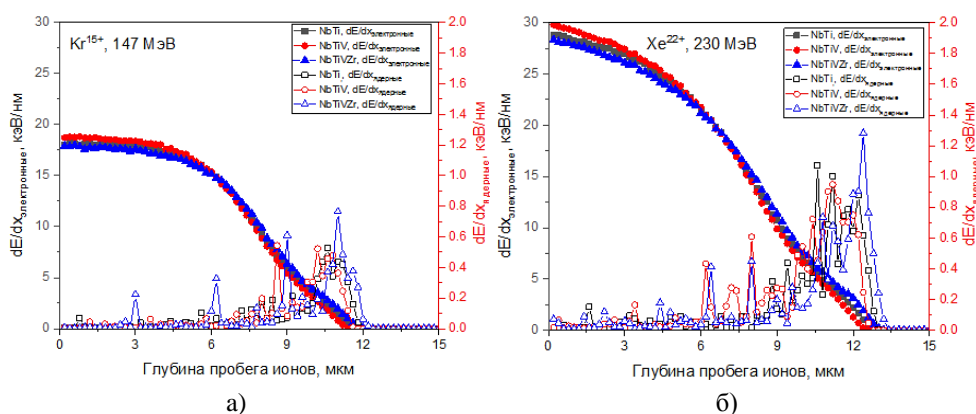 Kr15+, 147 МэВ
NbTi, dE/dxэлектронные
NbTiV, dE/dxэлектронные
NbTiVZr, dE/dxэлектронные
NbTi, dE/dxядерные
NbTiV, dE/dxядерные
NbTiVZr, dE/dxядерные
dE/dxэлектронные, кэВ/нм
30
25
20
15
10
5
0
2.0
1.8
1.6
1.4
1.2
1.0
0.8
0.6
0.4
0.2
0.0
dE/dxядерные, кэВ/нм
0 3 6 9 12 15
Глубина пробега ионов, мкм
а)
Xe22+, 230 МэВ
NbTi, dE/dxэлектронные
NbTiV, dE/dxэлектронные
NbTiVZr, dE/dxэлектронные
NbTi, dE/dxядерные
NbTiV, dE/dxядерные
NbTiVZr, dE/dxядерные
dE/dxэлектронные, кэВ/нм
30
25
20
15
10
5
0
2.0
1.8
1.6
1.4
1.2
1.0
0.8
0.6
0.4
0.2
0.0
dE/dxядерные, кэВ/нм
0 3 6 9 12 15
Глубина пробега ионов, мкм
б)